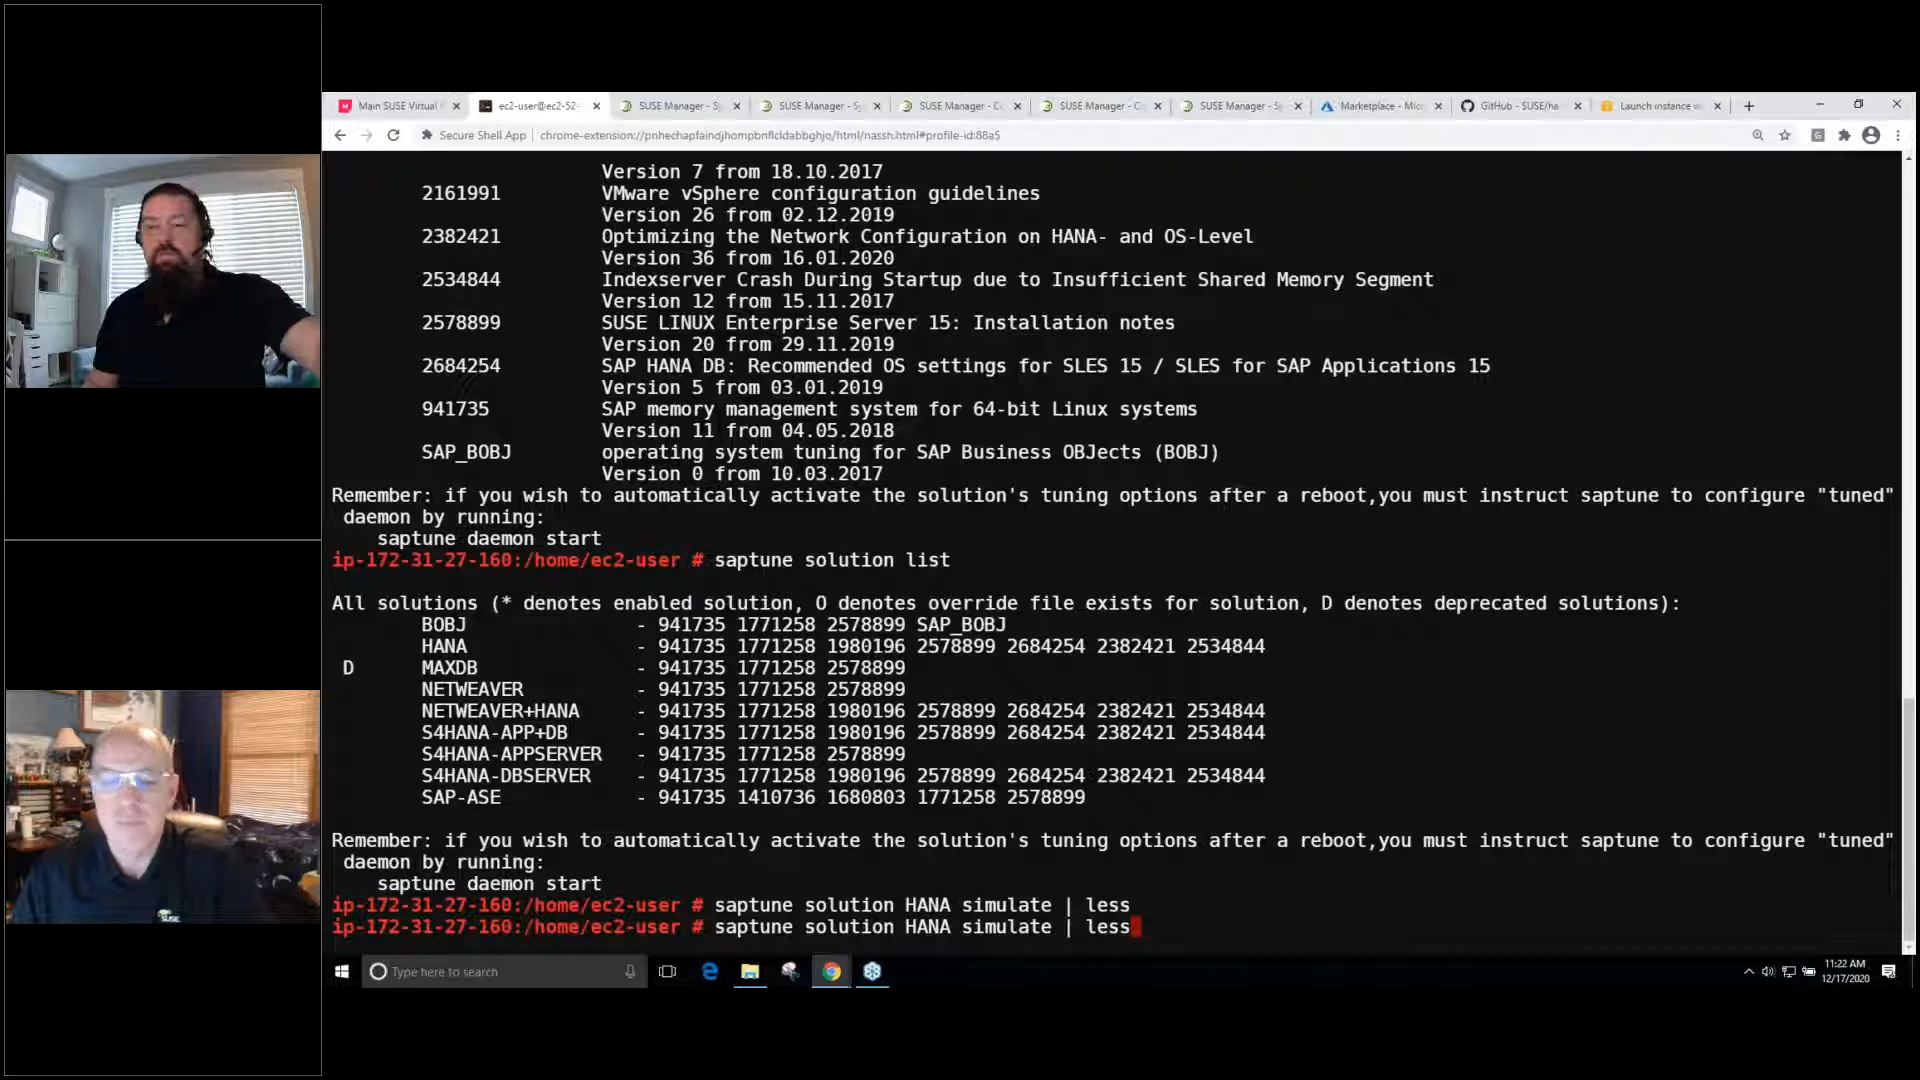 Main SUSE Virtual
ec2-user@ec2-52-
SUSE Manager - S
SUSE Manager - Sy
SUSE Manager - C
SUSE Manager - C
SUSE Manager - S
Marketplace - Micr
GitHub - SUSE/ha
Launch instance w
Secure Shell App
chrome-extension://pnhechapfaindjhompbnflcldabbghjo/html/nassh.html#profile-id:88a5
Version 7 from 18.10.2017
2161991 VMware vSphere configuration guidelines
Version 26 from 02.12.2019
2382421 Optimizing the Network Configuration on HANA- and OS-Level
Version 36 from 16.01.2020
2534844 Indexserver Crash During Startup due to Insufficient Shared Memory Segment
Version 12 from 15.11.2017
2578899 SUSE LINUX Enterprise Server 15: Installation notes
Version 20 from 29.11.2019
2684254 SAP HANA DB: Recommended OS settings for SLES 15 / SLES for SAP Applications 15
Version 5 from 03.01.2019
941735 SAP memory management system for 64-bit Linux systems
Version 11 from 04.05.2018
SAP_BOBJ operating system tuning for SAP Business OBJects (BOBJ)
Version 0 from 10.03.2017
Remember: if you wish to automatically activate the solution's tuning options after a reboot,you must instruct saptune to configure "tuned"
daemon by running:
saptune daemon start
ip-172-31-27-160:/home/ec2-user # saptune solution list
All solutions (* denotes enabled solution, O denotes override file exists for solution, D denotes deprecated solutions):
BOBJ - 941735 1771258 2578899 SAP_BOBJ
HANA - 941735 1771258 1980196 2578899 2684254 2382421 2534844
D MAXDB - 941735 1771258 2578899
NETWEAVER - 941735 1771258 2578899
NETWEAVER+HANA - 941735 1771258 1980196 2578899 2684254 2382421 2534844
S4HANA-APP+DB - 941735 1771258 1980196 2578899 2684254 2382421 2534844
S4HANA-APPSERVER - 941735 1771258 2578899
S4HANA-DBSERVER - 941735 1771258 1980196 2578899 2684254 2382421 2534844
SAP-ASE - 941735 1410736 1680803 1771258 2578899
Remember: if you wish to automatically activate the solution's tuning options after a reboot,you must instruct saptune to configure "tuned"
daemon by running:
saptune daemon start
ip-172-31-27-160:/home/ec2-user # saptune solution HANA simulate | less
ip-172-31-27-160:/home/ec2-user # saptune solution HANA simulate | less
SUSE
Type here to search
11:22 AM
12/17/2020